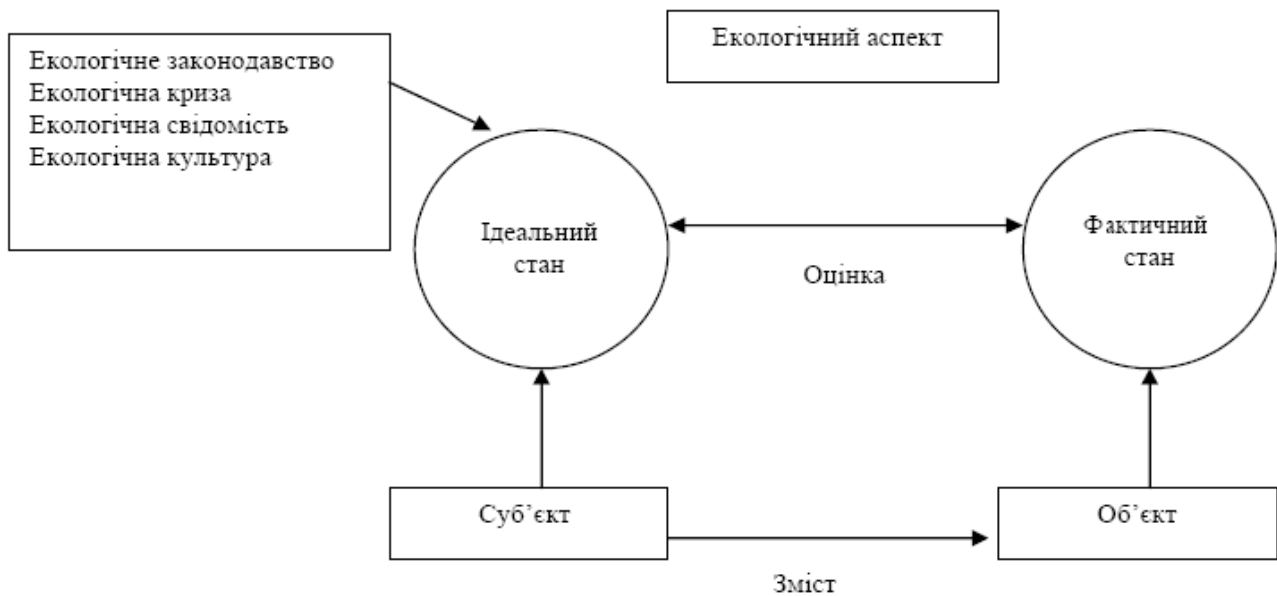 Екологічний аспект
Екологічне законодавство
Екологічна криза
Екологічна свідомість
Екологічна культура
Ідеальний
стан
Оцінка
Фактичний
стан
Суб’єкт
Зміст
Об’єкт